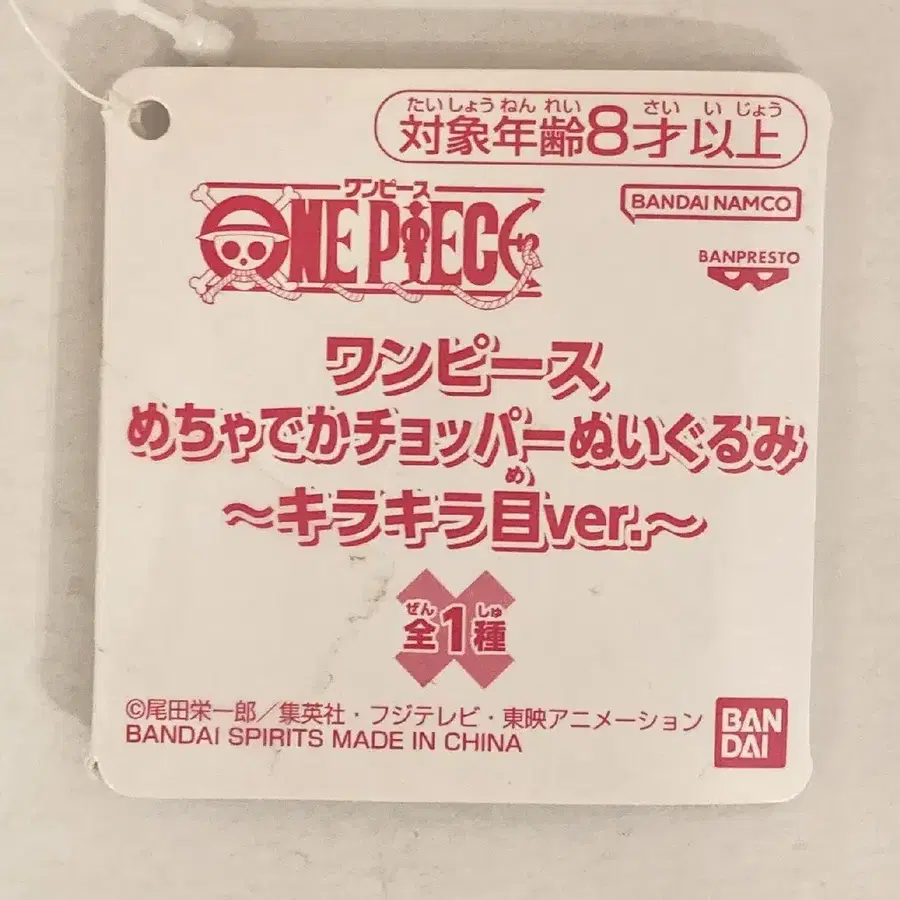 たいしょうねんれい さい いじょう
対象年齢8才以上
ワンピース
ONE PIECE
BANDAI NAMCO
BANPRESTO
ワンピース
めちゃでかチョッパーぬいぐるみ
め
～キラキラ目ver.～
ぜん しゅ
全1種
©尾田栄一郎／集英社・フジテレビ・東映アニメーション
BANDAI SPIRITS MADE IN CHINA
BAN
DAI